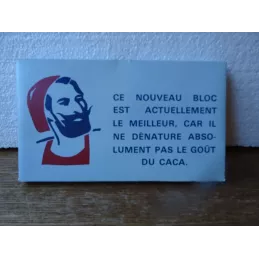 CE NOUVEAU BLOC
EST ACTUELLEMENT
LE MEILLEUR, CAR IL
NE DÉNATURE ABSO-
LUMENT PAS LE GOÛT
DU CACA.